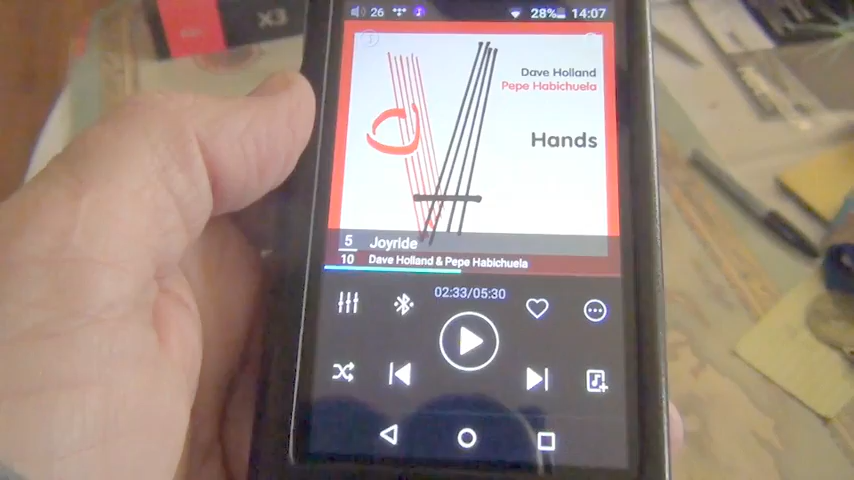 X3
26
28% 14:07
Dave Holland
Pepe Habichuela
Hands
5 Joyride
10 Dave Holland & Pepe Habichuela
02:33/05:30